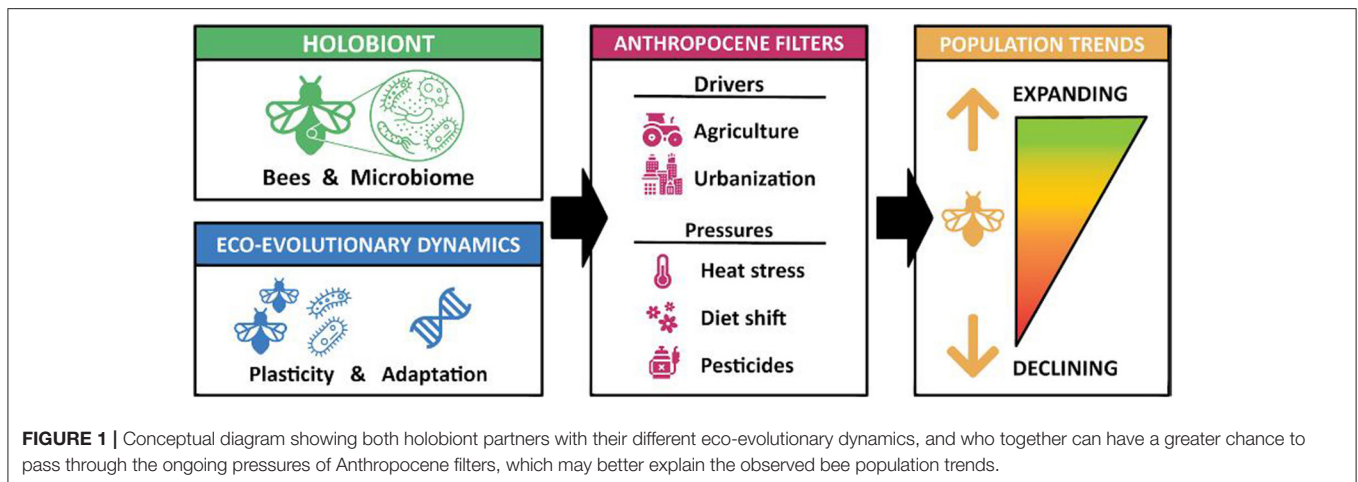 HOLOBIONT
Bees & Microbiome
ECO-EVOLUTIONARY DYNAMICS
Plasticity & Adaptation
ANTHROPOCENE FILTERS
Drivers
Agriculture
Urbanization
Pressures
Heat stress
Diet shift
Pesticides
POPULATION TRENDS
EXPANDING
DECLINING
FIGURE 1 | Conceptual diagram showing both holobiont partners with their different eco-evolutionary dynamics, and who together can have a greater chance to
pass through the ongoing pressures of Anthropocene filters, which may better explain the observed bee population trends.